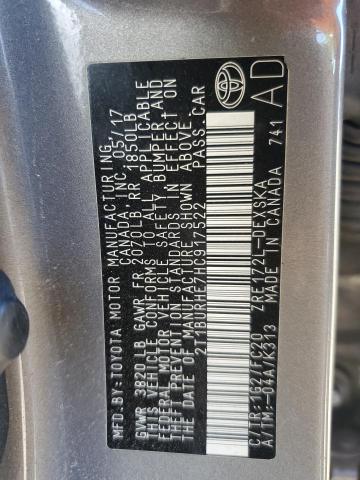 MFD.BY:TOYOTA MOTOR MANUFACTURING,
CANADA, INC. 05/17
GVWR 3820LB GAWR FR 2020LB RR 1850LB
THIS VEHICLE CONFORMS TO ALL APPLICABLE
FEDERAL MOTOR VEHICLE SAFETY, BUMPER AND
THEFT PREVENTION STANDARDS IN EFFECT ON
THE DATE OF MANUFACTURE SHOWN ABOVE.
2T1BURHE7HC917522 PASS.CAR
C/TR:1G2/FC20 ZRE172L-DEXSKA
A/TM:-04A/K313 MADE IN CANADA 741
AD